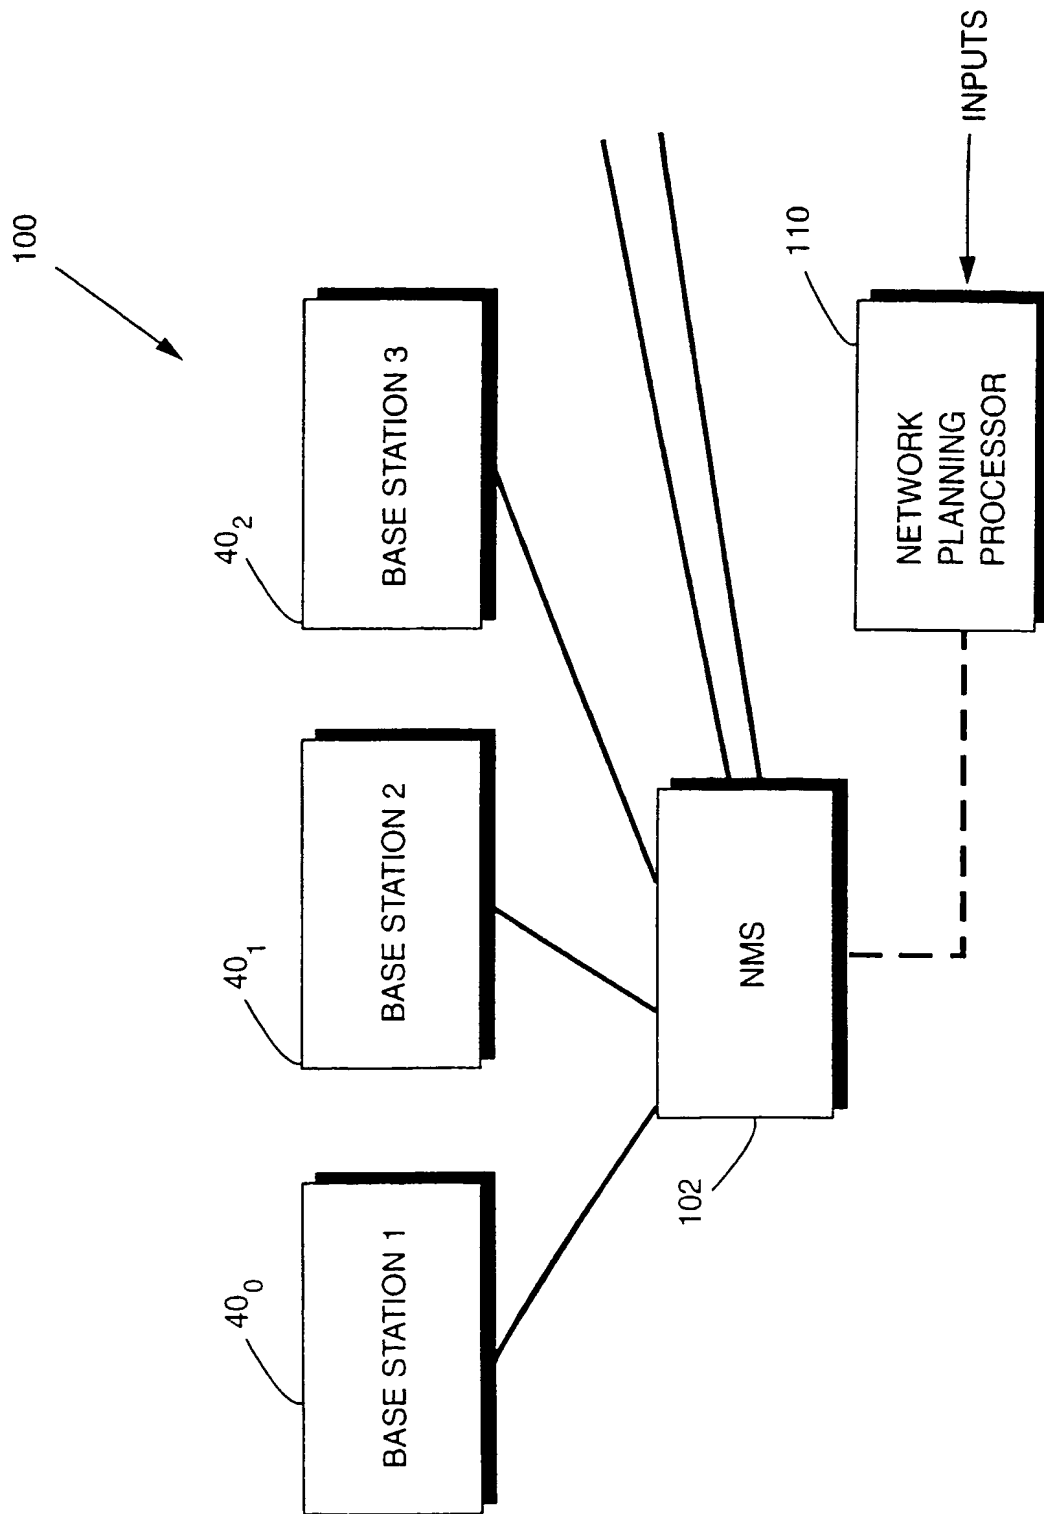 100
40₀
40₁
40₂
BASE STATION 1
BASE STATION 2
BASE STATION 3
102
NMS
110
NETWORK
PLANNING
PROCESSOR
INPUTS